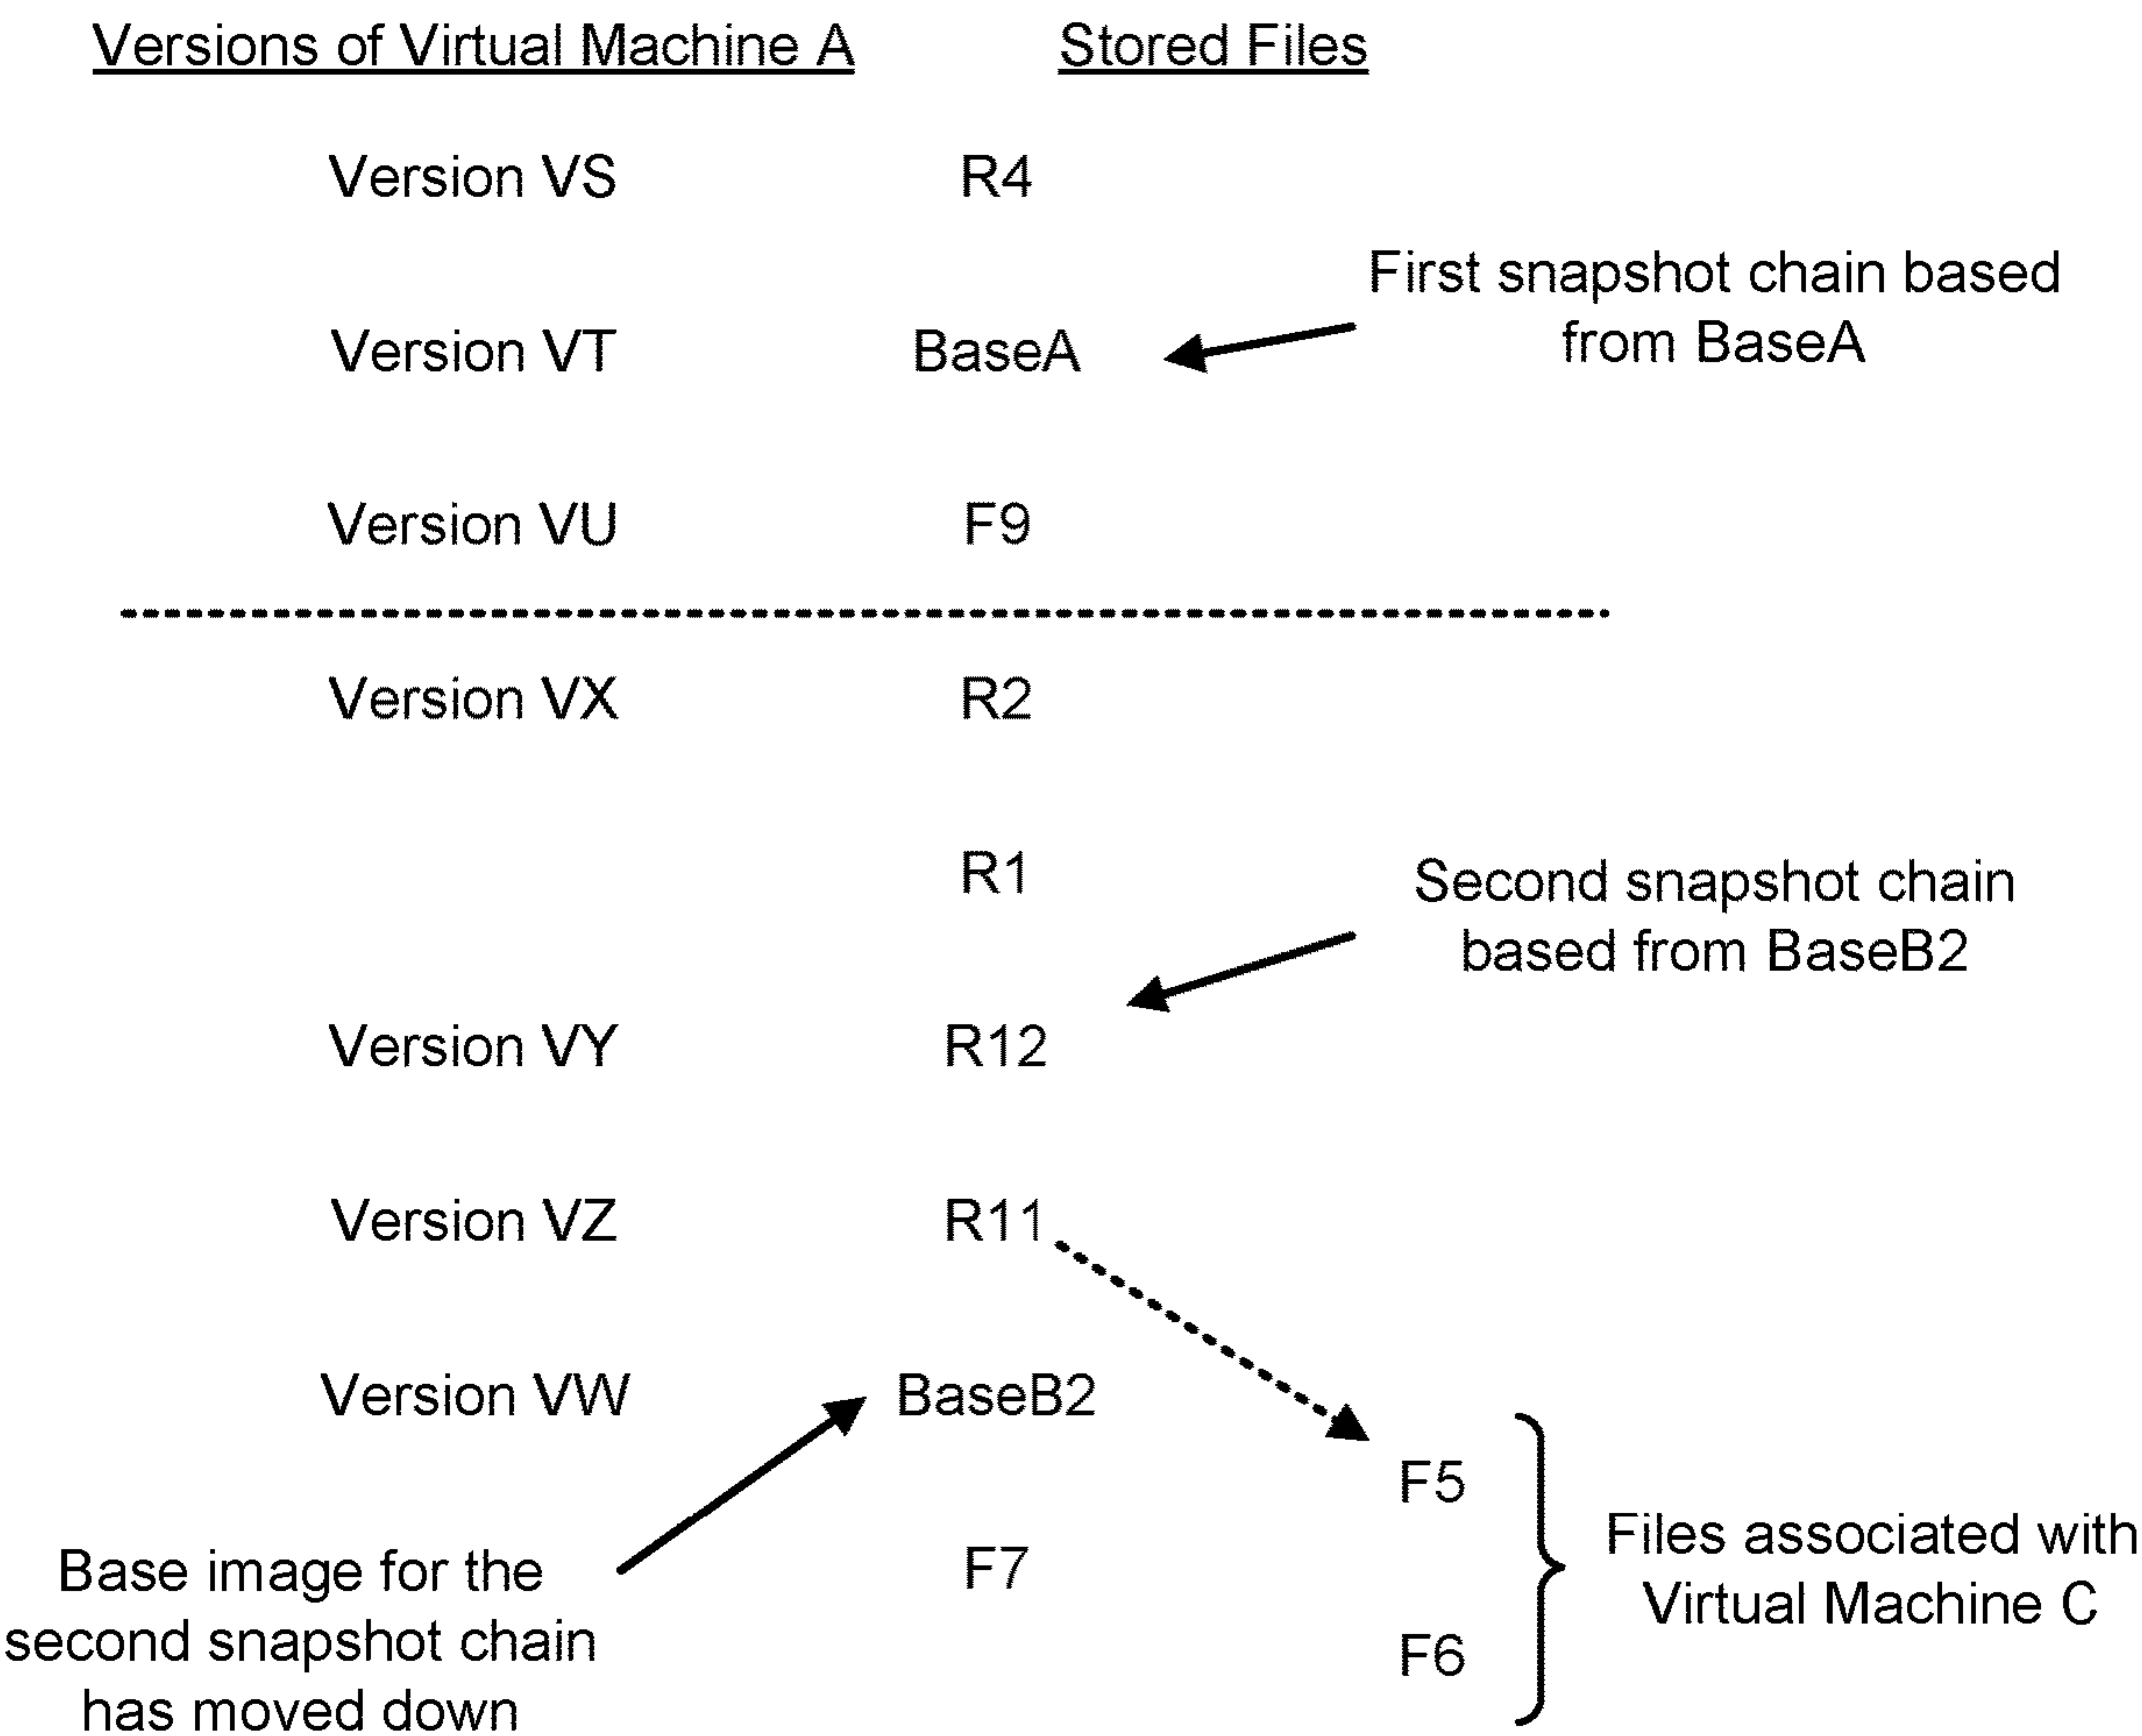 Versions of Virtual Machine A
Stored Files
Version VS
R4
First snapshot chain based
from BaseA
Version VT
BaseA
Version VU
F9
Version VX
R2
R1
Second snapshot chain
based from BaseB2
Version VY
R12
Version VZ
R11
Version VW
BaseB2
F5
Base image for the
second snapshot chain
has moved down
F7
Files associated with
Virtual Machine C
F6